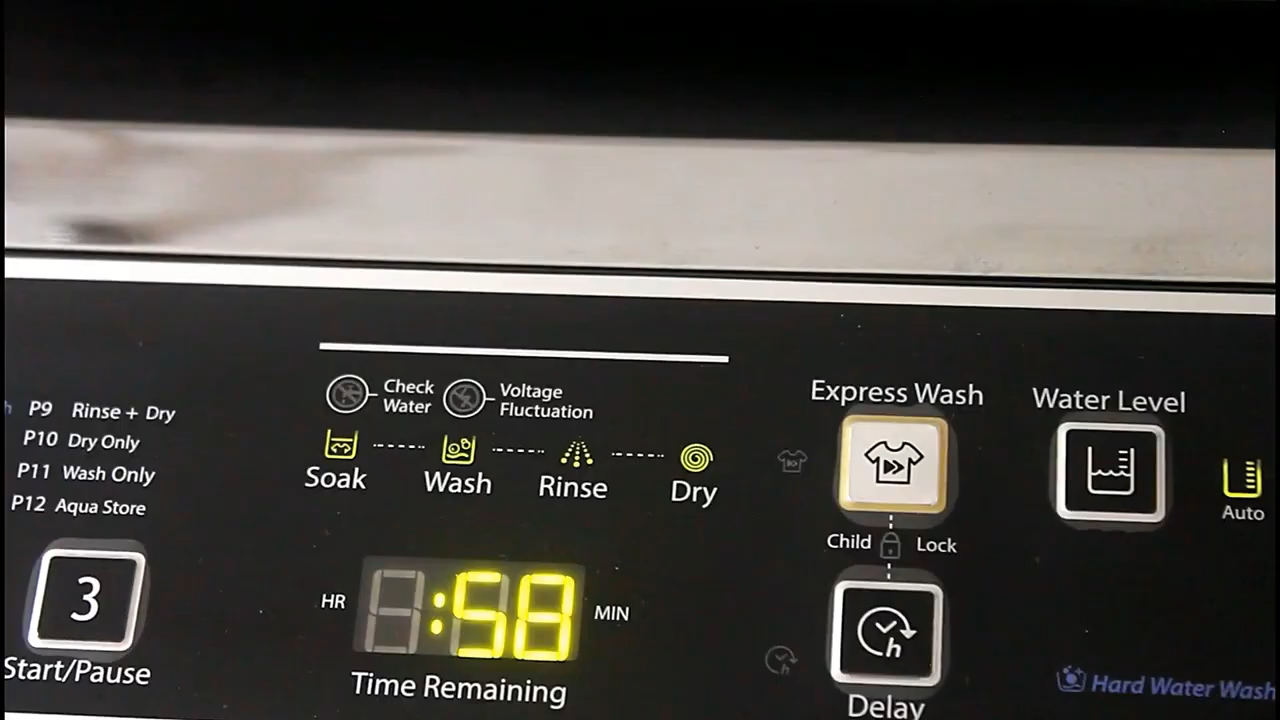 P9 Rinse + Dry
P10 Dry Only
P11 Wash Only
P12 Aqua Store
3
Start/Pause
Check
Water
Voltage
Fluctuation
Soak
Wash
Rinse
Dry
HR
:58
MIN
Time Remaining
Express Wash
Child Lock
h
Delay
Water Level
Auto
Hard Water Wash